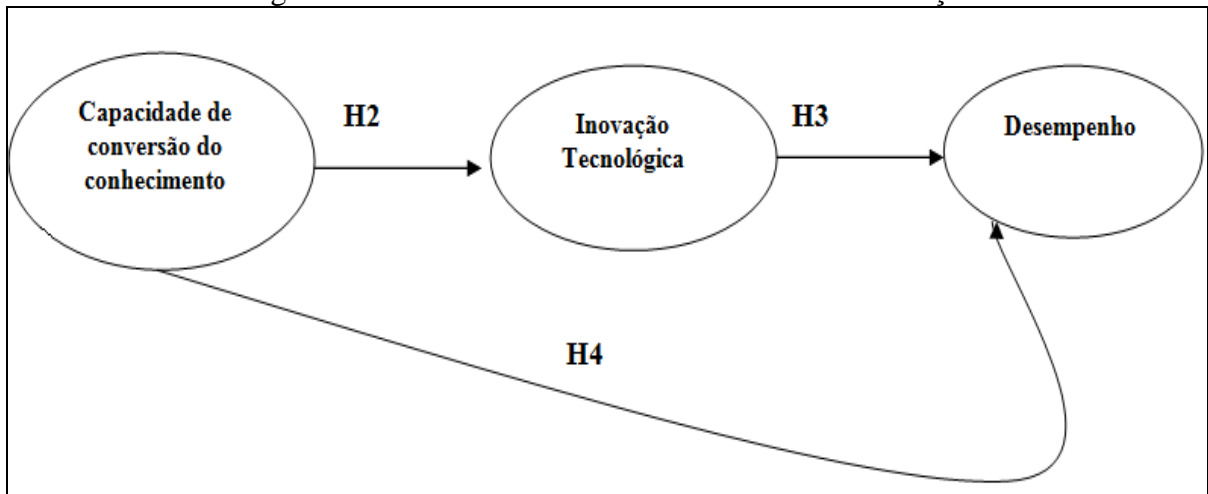 Capacidade de
conversão do
conhecimento
H2
Inovação
Tecnológica
H3
Desempenho
H4